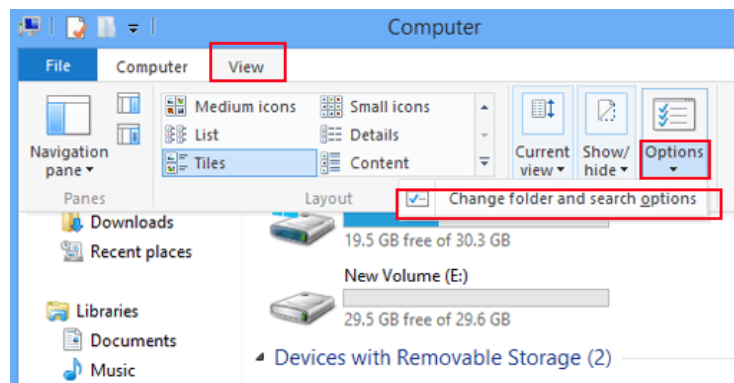 Computer
File Computer View
Medium icons Small icons
List Details
Tiles Content
Navigation
pane
Current
view
Show/
hide
Options
Panes
Layout
Change folder and search options
Downloads
Recent places
Libraries
Documents
Music
19.5 GB free of 30.3 GB
New Volume (E:)
29.5 GB free of 29.6 GB
Devices with Removable Storage (2)